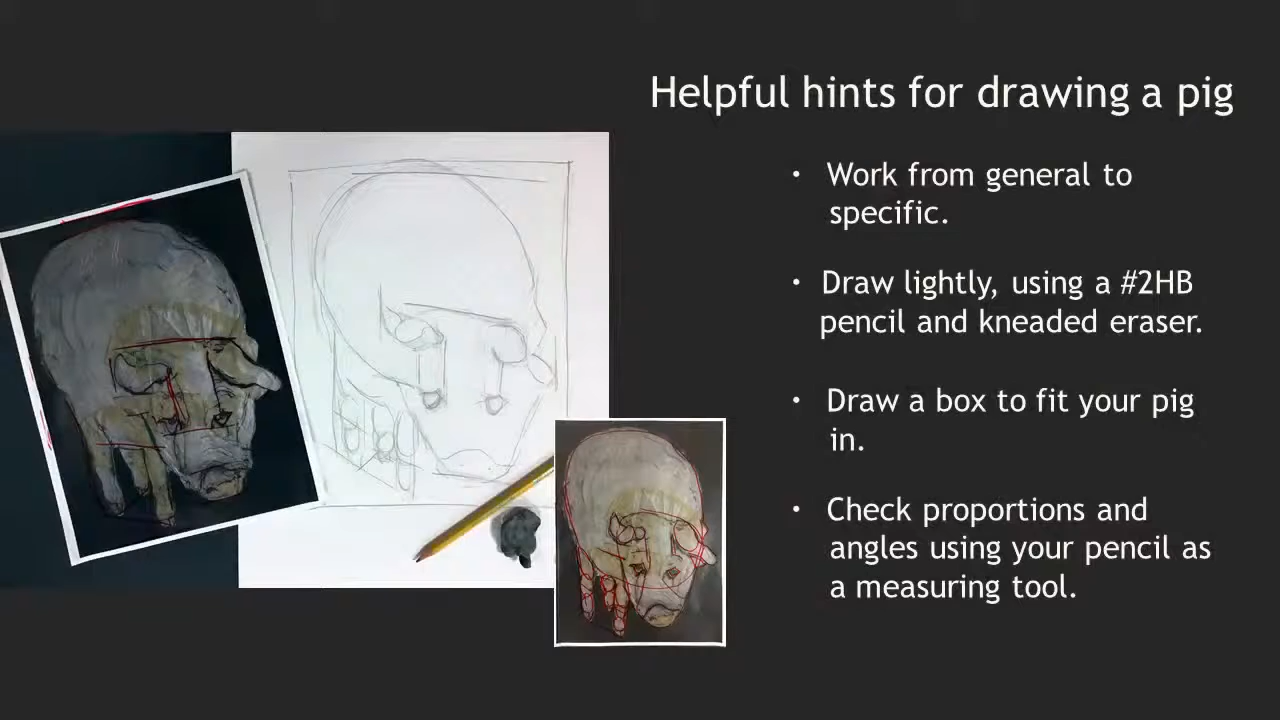 Helpful hints for drawing a pig
• Work from general to
specific.
• Draw lightly, using a #2HB
pencil and kneaded eraser.
• Draw a box to fit your pig
in.
• Check proportions and
angles using your pencil as
a measuring tool.